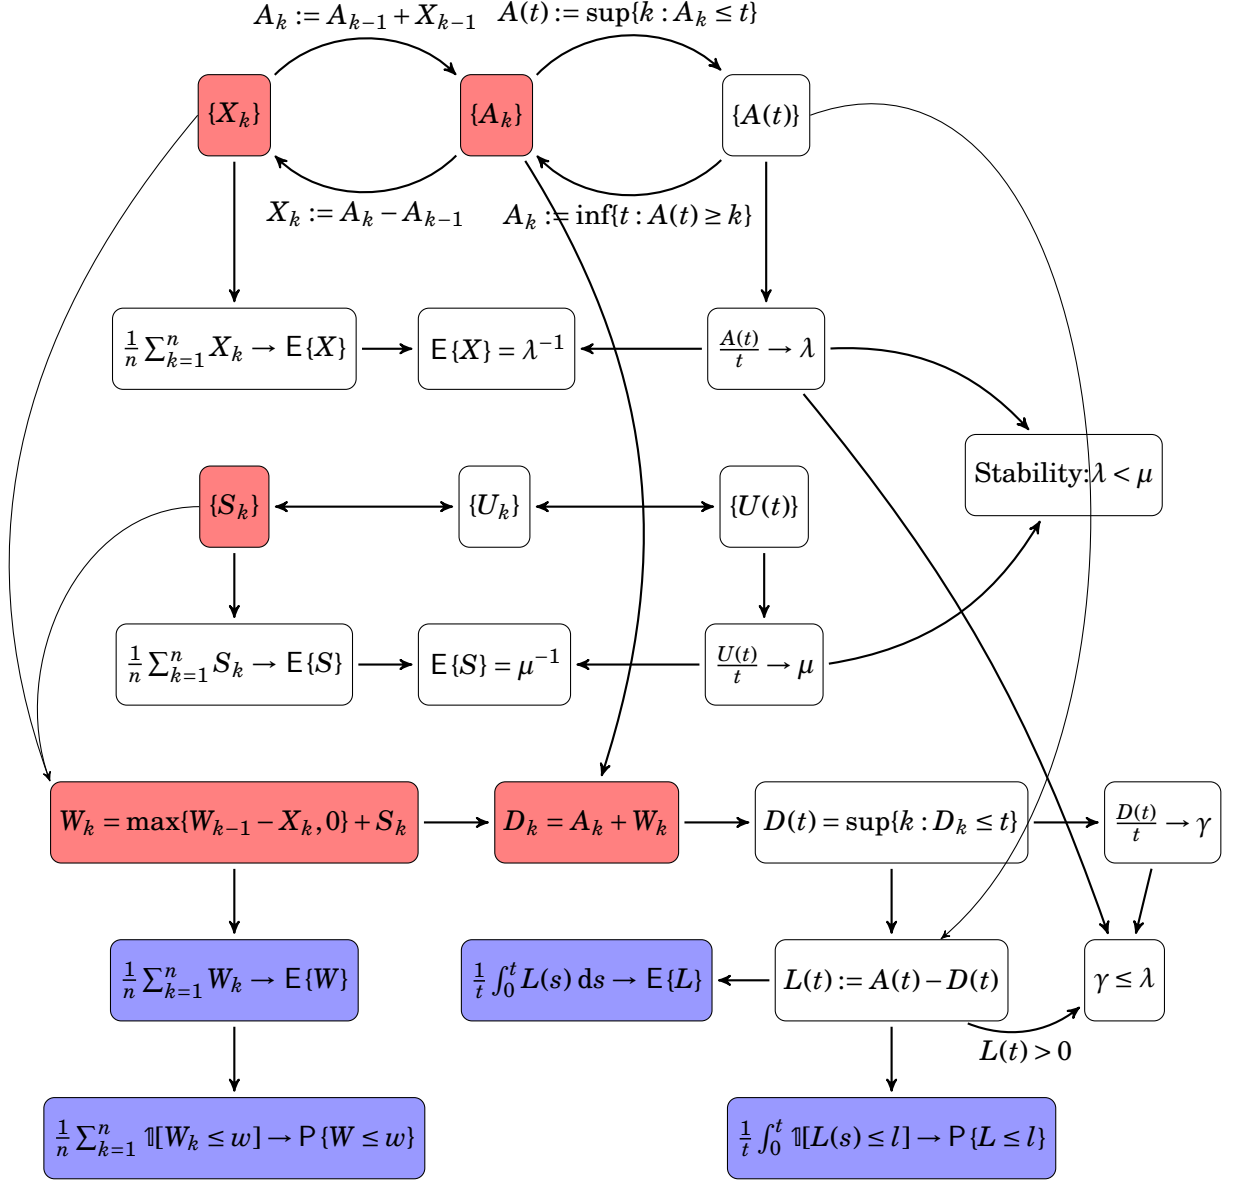 A_k := A_{k−1} + X_{k−1}
A(t) := sup{k : A_k ≤ t}
{X_k}
{A_k}
{A(t)}
X_k := A_k − A_{k−1}
A_k := inf{t : A(t) ≥ k}
1/n ∑_{k=1}^n X_k → E{X}
E{X} = λ^{−1}
A(t)/t → λ
Stability: λ < μ
{S_k}
{U_k}
{U(t)}
1/n ∑_{k=1}^n S_k → E{S}
E{S} = μ^{−1}
U(t)/t → μ
W_k = max{W_{k−1} − X_k, 0} + S_k
D_k = A_k + W_k
D(t) = sup{k : D_k ≤ t}
D(t)/t → γ
1/n ∑_{k=1}^n W_k → E{W}
1/t ∫_0^t L(s) ds → E{L}
L(t) := A(t) − D(t)
γ ≤ λ
L(t) > 0
1/n ∑_{k=1}^n 𝟙[W_k ≤ w] → P{W ≤ w}
1/t ∫_0^t 𝟙[L(s) ≤ l] → P{L ≤ l}